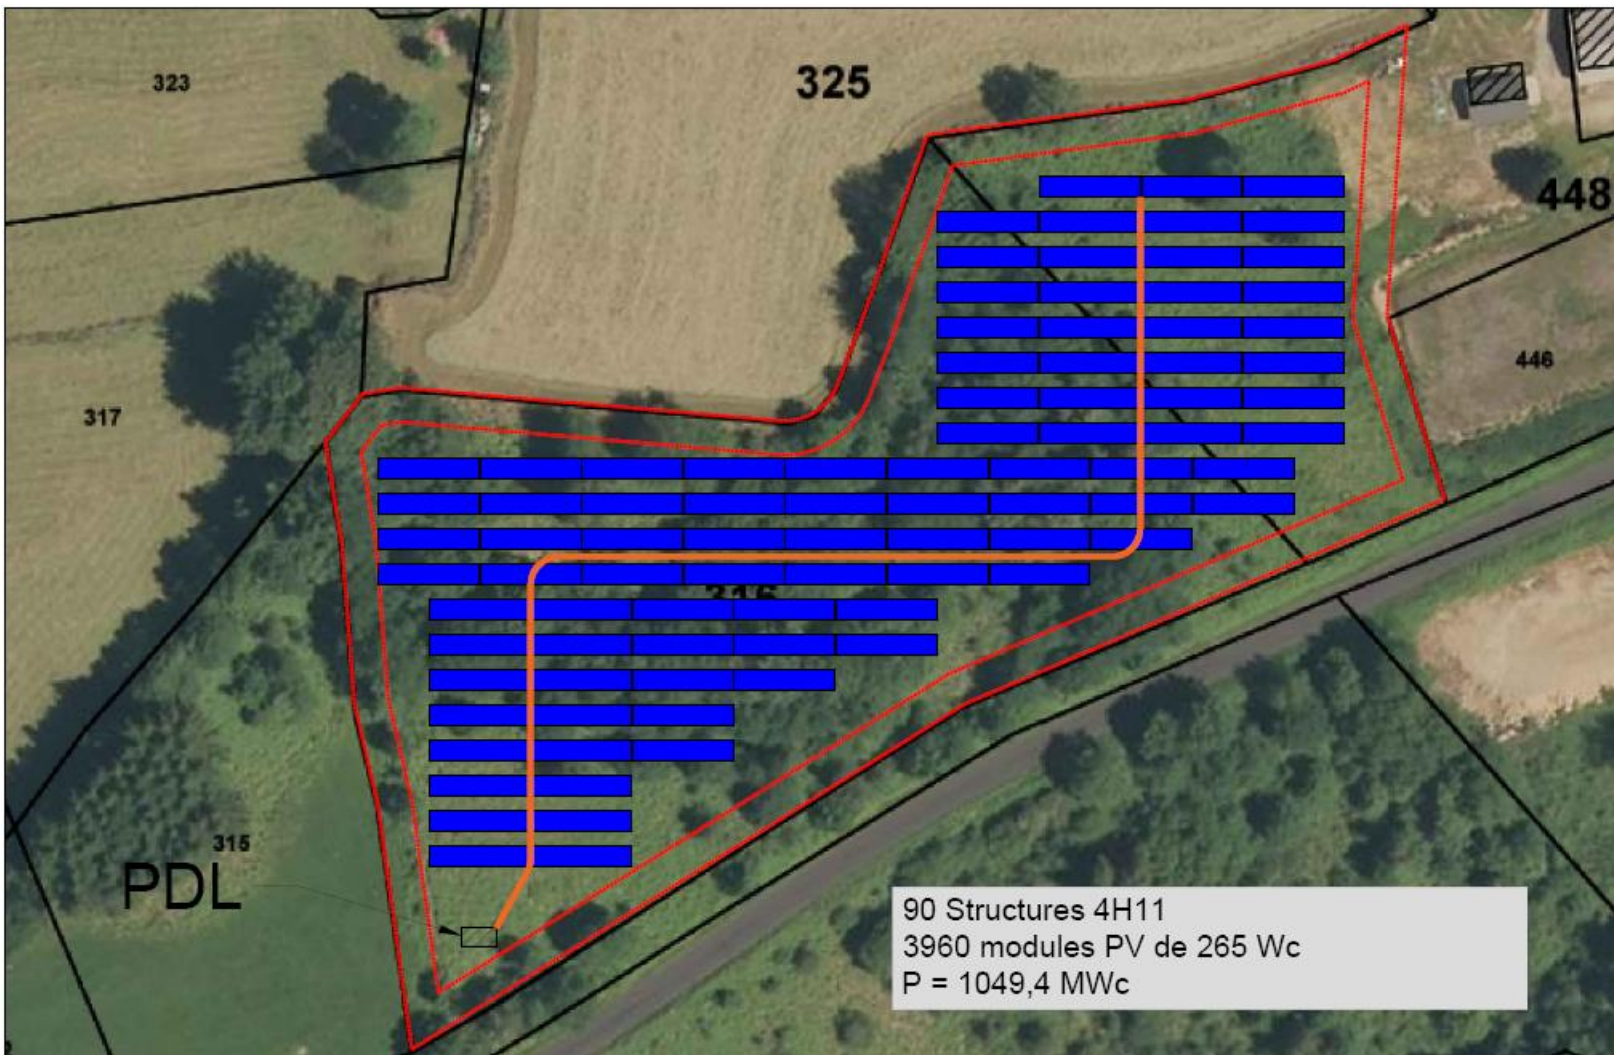 325
323
448
446
317
316
315
PDL
90 Structures 4H11
3960 modules PV de 265 Wc
P = 1049,4 MWc